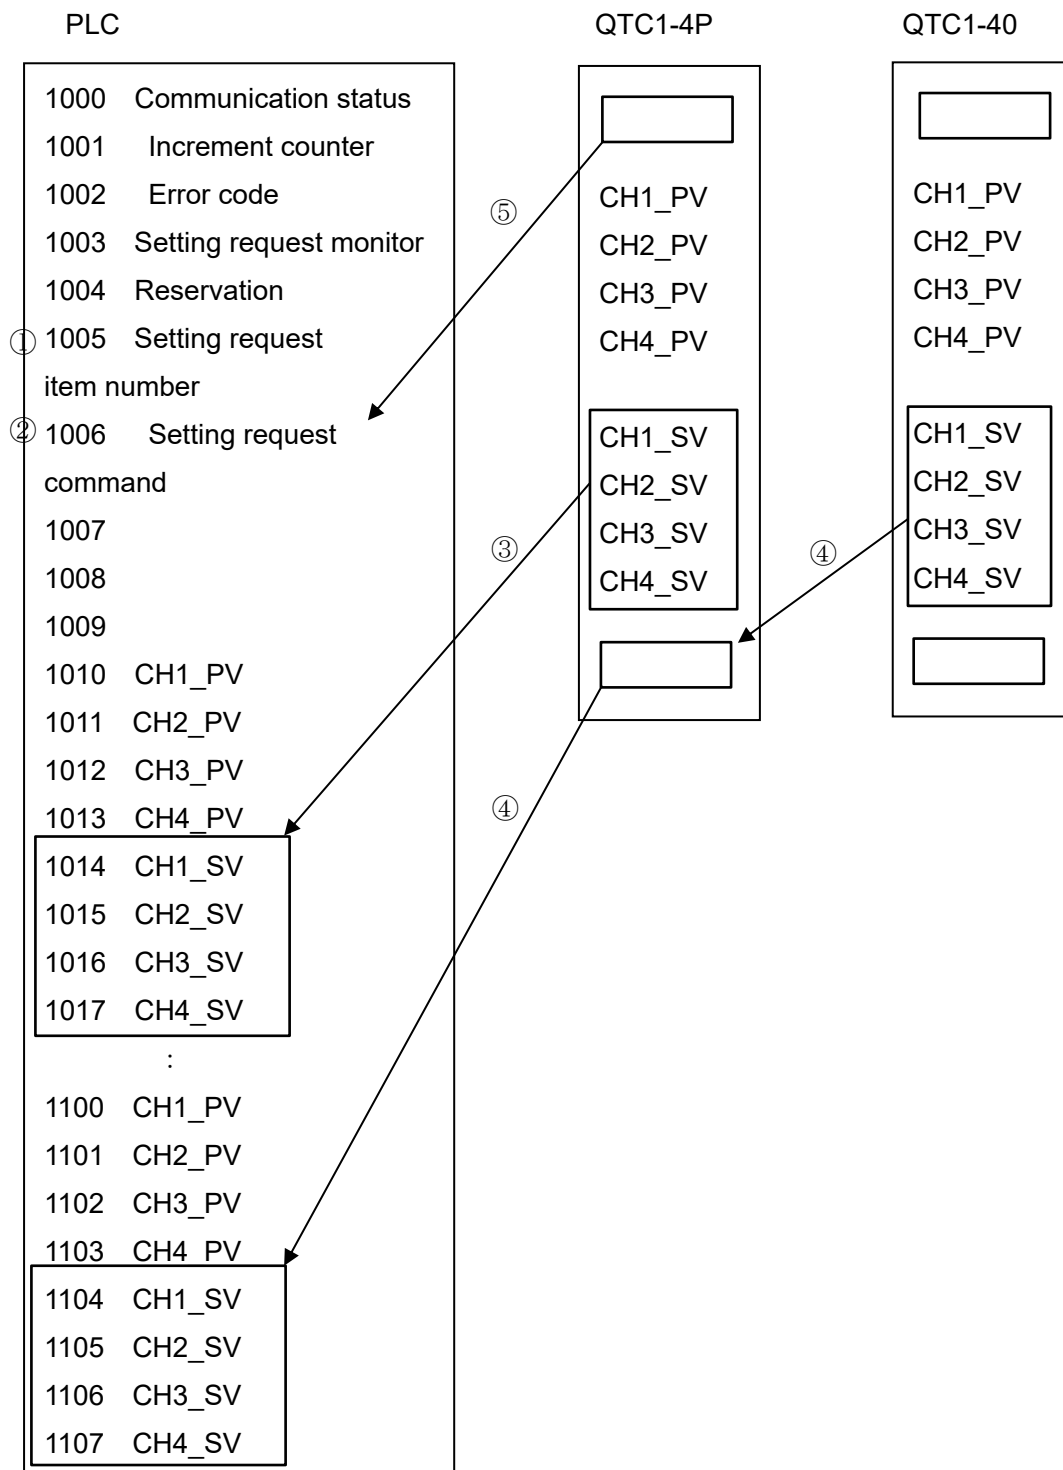 PLC
QTC1-4P
QTC1-40
1000 Communication status
1001 Increment counter
1002 Error code
1003 Setting request monitor
1004 Reservation
① 1005 Setting request
item number
② 1006 Setting request
command
1007
1008
1009
1010 CH1_PV
1011 CH2_PV
1012 CH3_PV
1013 CH4_PV
1014 CH1_SV
1015 CH2_SV
1016 CH3_SV
1017 CH4_SV
:
1100 CH1_PV
1101 CH2_PV
1102 CH3_PV
1103 CH4_PV
1104 CH1_SV
1105 CH2_SV
1106 CH3_SV
1107 CH4_SV
⑤
③
④
CH1_PV
CH2_PV
CH3_PV
CH4_PV
CH1_SV
CH2_SV
CH3_SV
CH4_SV
④
CH1_PV
CH2_PV
CH3_PV
CH4_PV
CH1_SV
CH2_SV
CH3_SV
CH4_SV